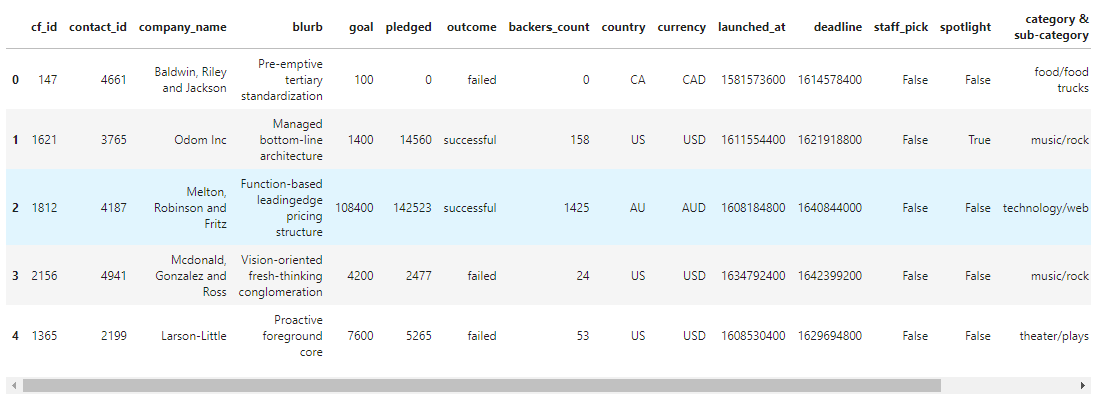 cf_id contact_id company_name blurb goal pledged outcome backers_count country currency launched_at deadline staff_pick spotlight category & sub-category
0 147 4661 Baldwin, Riley and Jackson Pre-emptive tertiary standardization 100 0 failed 0 CA CAD 1581573600 1614578400 False False food/food trucks
1 1621 3765 Odom Inc Managed bottom-line architecture 1400 14560 successful 158 US USD 1611554400 1621918800 False True music/rock
2 1812 4187 Melton, Robinson and Fritz Function-based leadingedge pricing structure 108400 142523 successful 1425 AU AUD 1608184800 1640844000 False False technology/web
3 2156 4941 Mcdonald, Gonzalez and Ross Vision-oriented fresh-thinking conglomeration 4200 2477 failed 24 US USD 1634792400 1642399200 False False music/rock
4 1365 2199 Larson-Little Proactive foreground core 7600 5265 failed 53 US USD 1608530400 1629694800 False False theater/plays